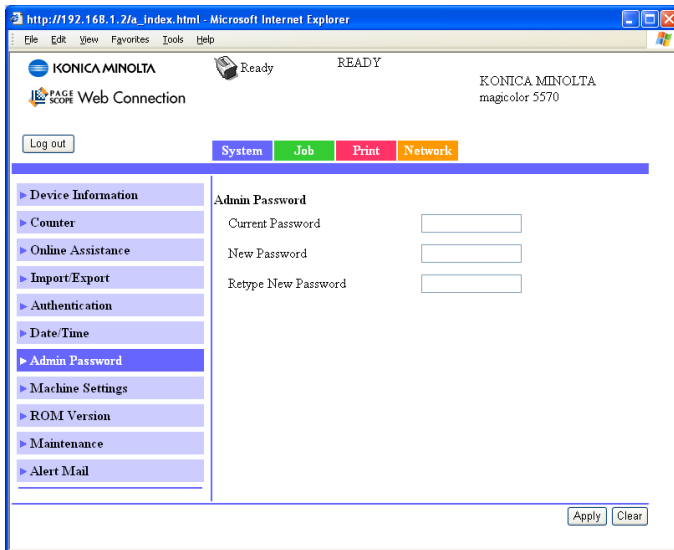 http://192.168.1.2/a_index.html - Microsoft Internet Explorer
File Edit View Favorites Tools Help
KONICA MINOLTA
Ready
READY
PAGE SCOPE Web Connection
KONICA MINOLTA
magicolor 5570
Log out
System Job Print Network
Device Information
Counter
Online Assistance
Import/Export
Authentication
Date/Time
Admin Password
Machine Settings
ROM Version
Maintenance
Alert Mail
Admin Password
Current Password
New Password
Retype New Password
Apply Clear